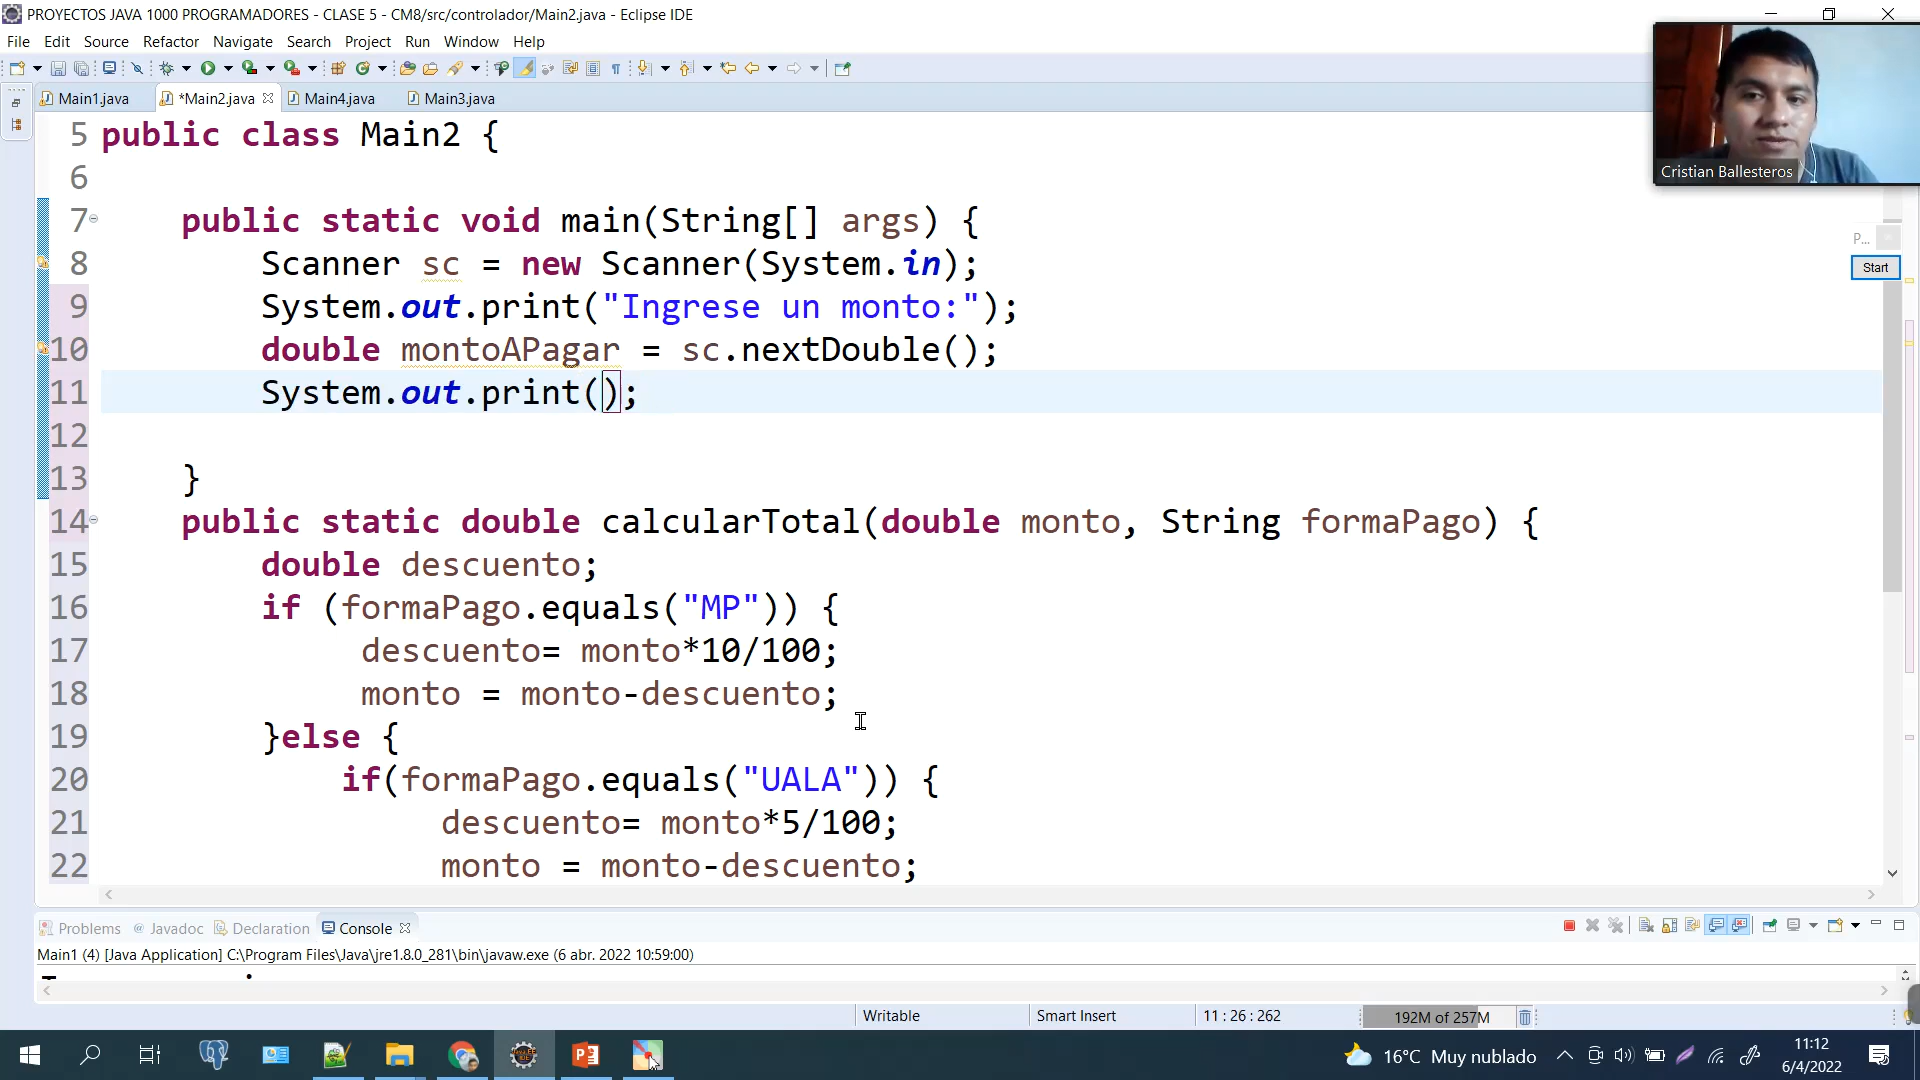 PROYECTOS JAVA 1000 PROGRAMADORES - CLASE 5 - CM8/src/controlador/Main2.java - Eclipse IDE
File Edit Source Refactor Navigate Search Project Run Window Help
Main1.java *Main2.java Main4.java Main3.java
Cristian Ballesteros
P...
Start
5 public class Main2 {
6
7 public static void main(String[] args) {
8 Scanner sc = new Scanner(System.in);
9 System.out.print("Ingrese un monto:");
10 double montoAPagar = sc.nextDouble();
11 System.out.print();
12
13 }
14 public static double calcularTotal(double monto, String formaPago) {
15 double descuento;
16 if (formaPago.equals("MP")) {
17 descuento= monto*10/100;
18 monto = monto-descuento;
19 }else {
20 if(formaPago.equals("UALA")) {
21 descuento= monto*5/100;
22 monto = monto-descuento;
Problems @ Javadoc Declaration Console
Main1 (4) [Java Application] C:\Program Files\Java\jre1.8.0_281\bin\javaw.exe (6 abr. 2022 10:59:00)
Writable Smart Insert 11 : 26 : 262 192M of 257M
16°C Muy nublado 11:12
6/4/2022